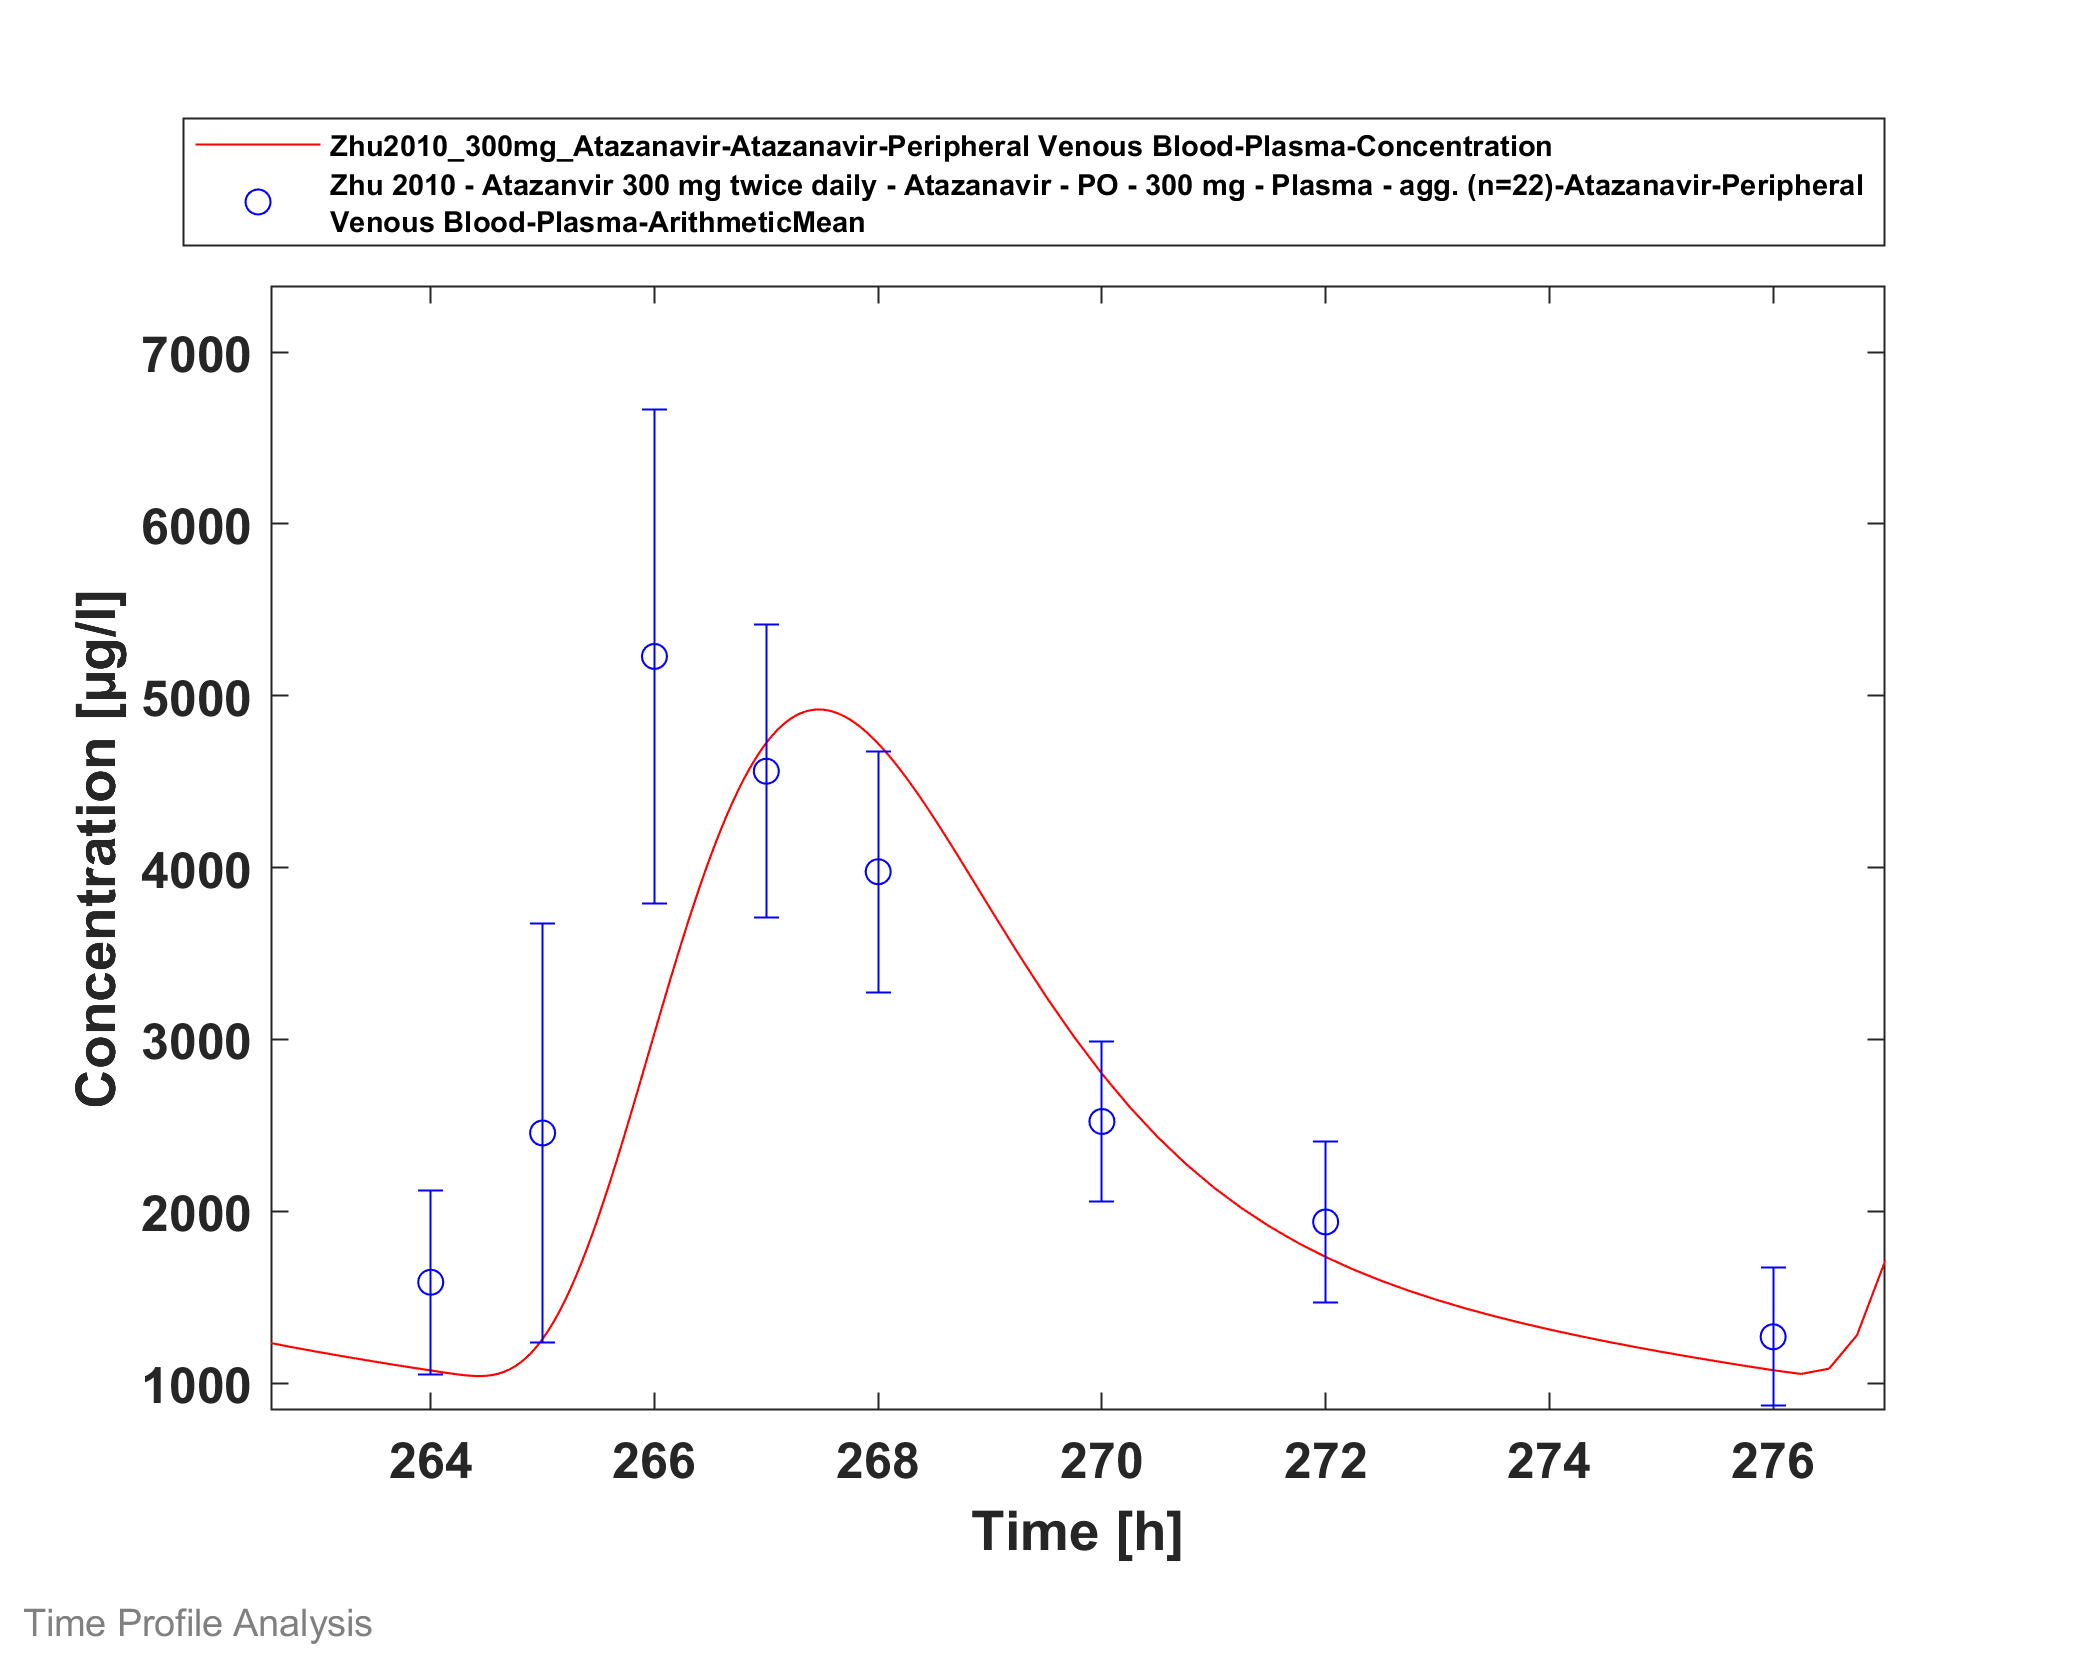 Zhu2010_300mg_Atazanavir-Atazanavir-Peripheral Venous Blood-Plasma-Concentration
Zhu 2010 - Atazanvir 300 mg twice daily - Atazanavir - PO - 300 mg - Plasma - agg. (n=22)-Atazanavir-Peripheral
Venous Blood-Plasma-ArithmeticMean
7000
6000
5000
4000
3000
2000
1000
Concentration [µg/l]
264 266 268 270 272 274 276
Time [h]
Time Profile Analysis